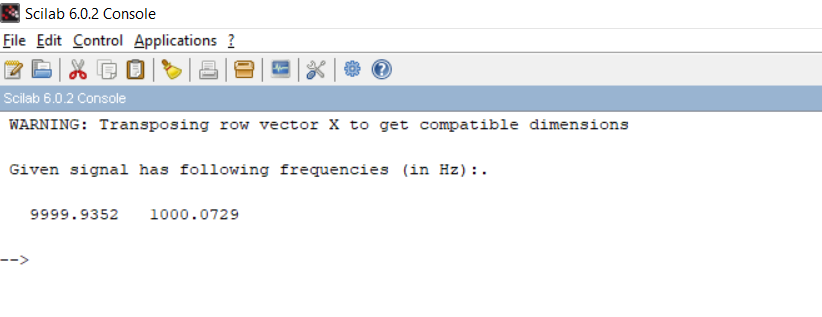 Scilab 6.0.2 Console
File Edit Control Applications ?
Scilab 6.0.2 Console
WARNING: Transposing row vector X to get compatible dimensions
Given signal has following frequencies (in Hz):.
9999.9352 1000.0729
-->